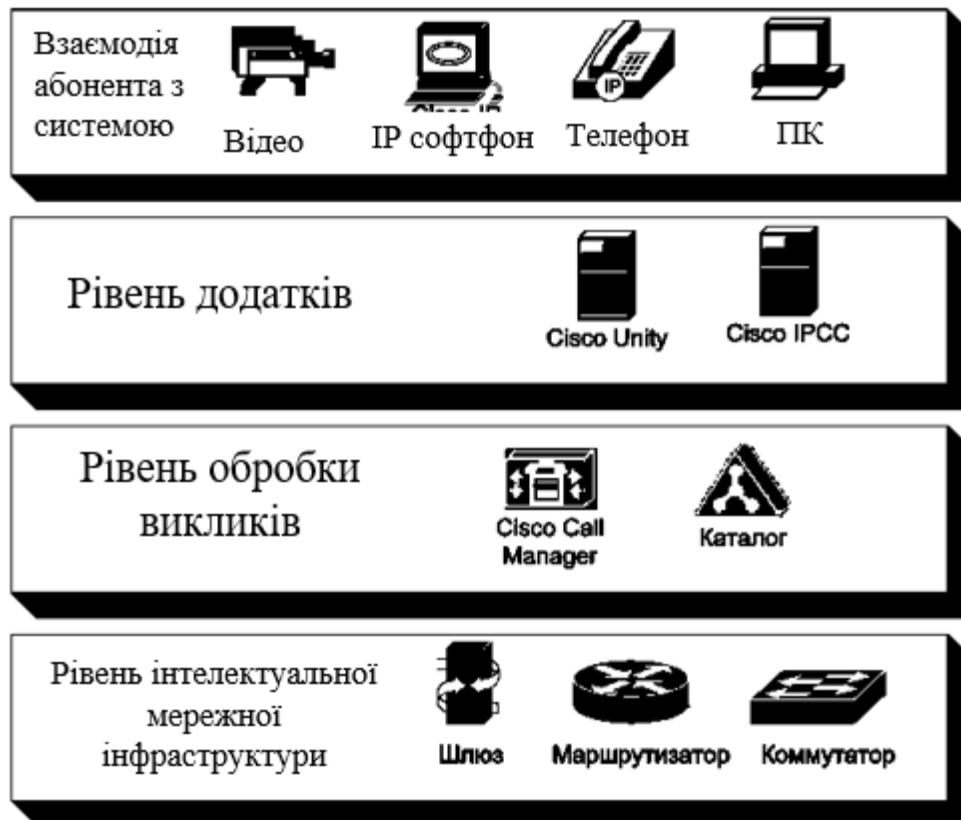 Взаємодія
абонента з
системою
Відео
IP софтфон
Телефон
ПК
IP
Рівень додатків
Cisco Unity
Cisco IPCC
Рівень обробки
викликів
Cisco Call
Manager
Каталог
Рівень інтелектуальної
мережної
інфраструктури
Шлюз
Маршрутизатор
Коммутатор